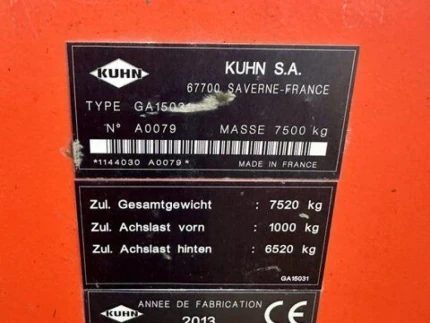 KUHN
KUHN S.A.
67700 SAVERNE-FRANCE
TYPE GA15031
N° A0079 MASSE 7500 kg
*1144030 A0079*
MADE IN FRANCE
Zul. Gesamtgewicht : 7520 kg
Zul. Achslast vorn : 1000 kg
Zul. Achslast hinten : 6520 kg
GA15031
KUHN
ANNEE DE FABRICATION
2013
CE